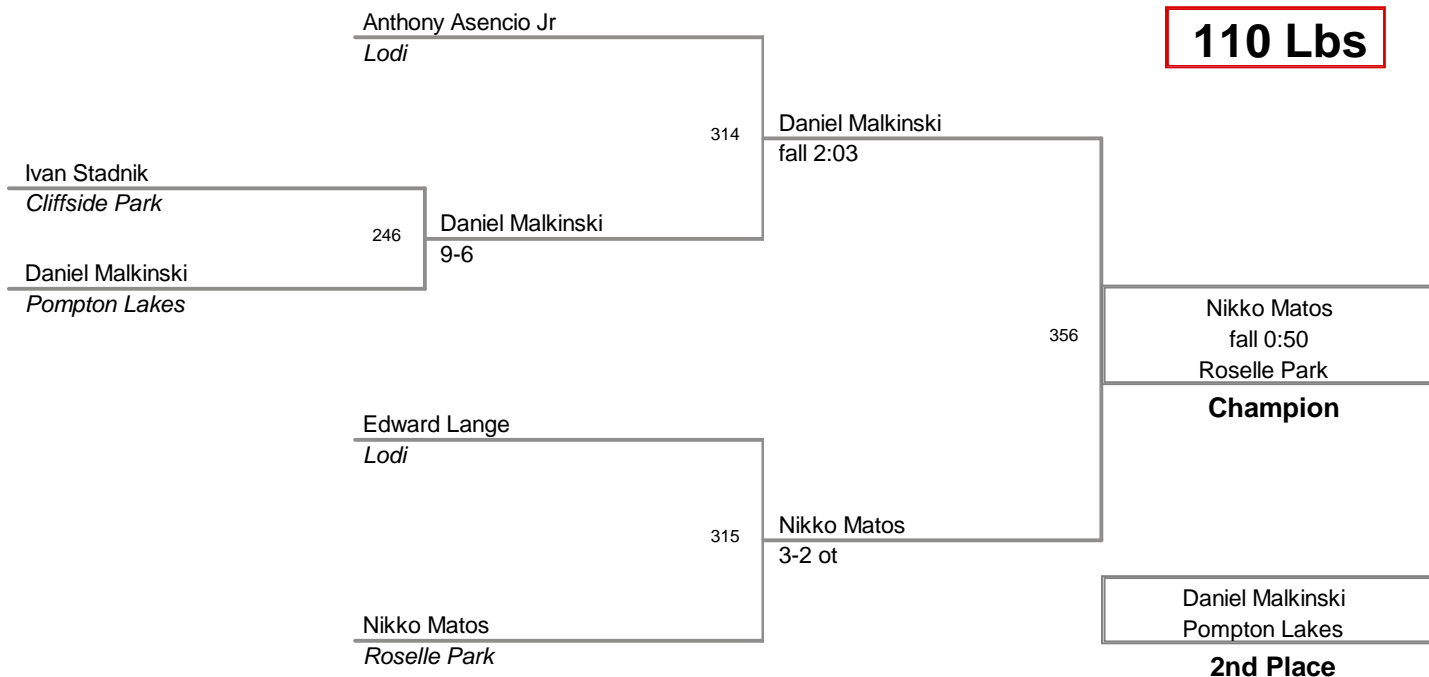 Anthony Asencio Jr
Lodi
110 Lbs
314
Daniel Malkinski
fall 2:03
Ivan Stadnik
Cliffside Park
246
Daniel Malkinski
9-6
Daniel Malkinski
Pompton Lakes
356
Nikko Matos
fall 0:50
Roselle Park
Champion
Edward Lange
Lodi
315
Nikko Matos
3-2 ot
Nikko Matos
Roselle Park
Daniel Malkinski
Pompton Lakes
2nd Place